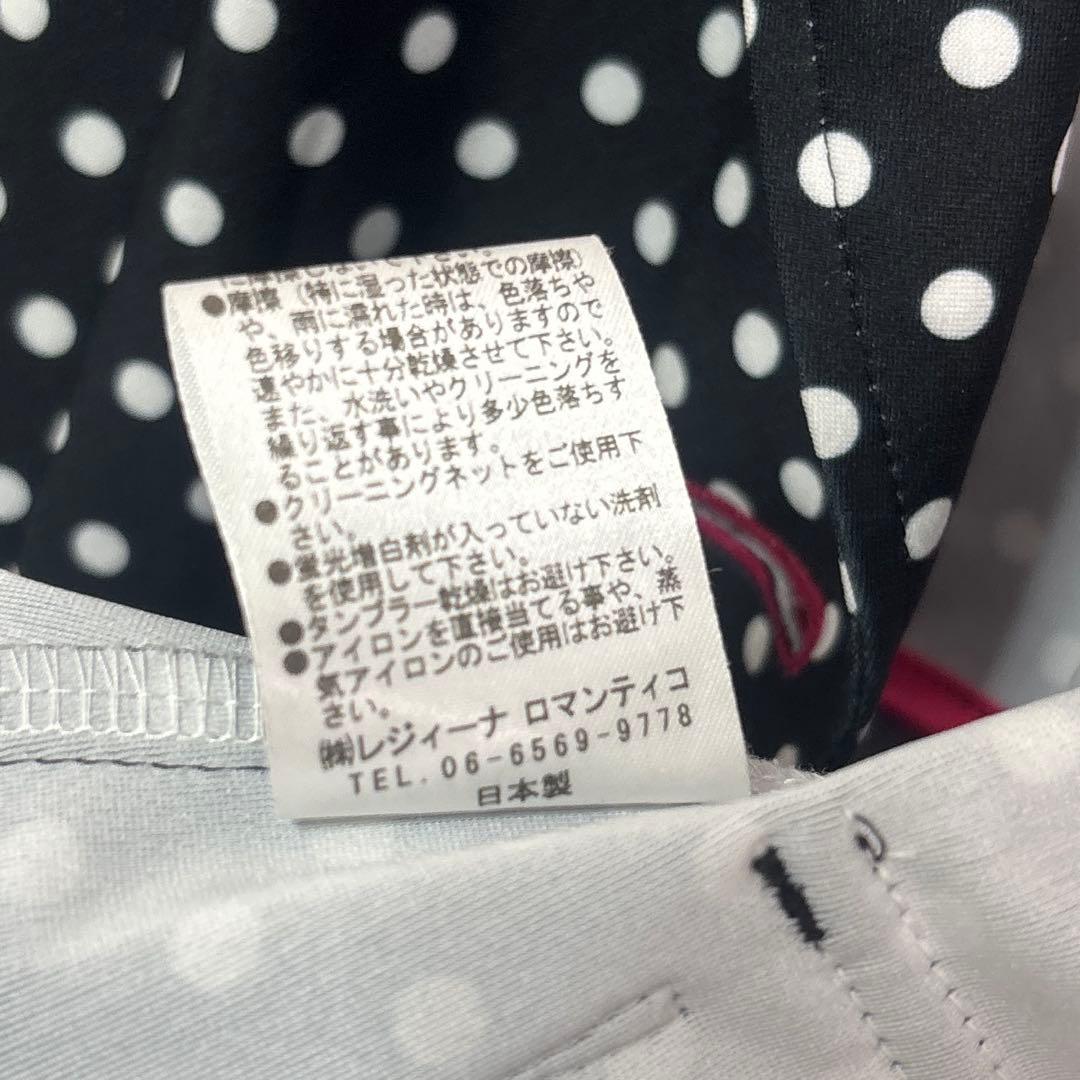 ●摩擦（特に湿った状態での摩擦）
や、雨に濡れた時は、色落ちや
色移りする場合がありますので
速やかに十分乾燥させて下さい。
また、水洗いやクリーニングを
繰り返す事により多少色落ちす
ることがあります。
●クリーニングネットをご使用下
さい。
●蛍光増白剤が入っていない洗剤
を使用して下さい。
●タンブラー乾燥はお避け下さい。
●アイロンを直接当てる事や、蒸
気アイロンのご使用はお避け下
さい。
㈱レジィーナ ロマンティコ
TEL. 06-6569-9778
日本製